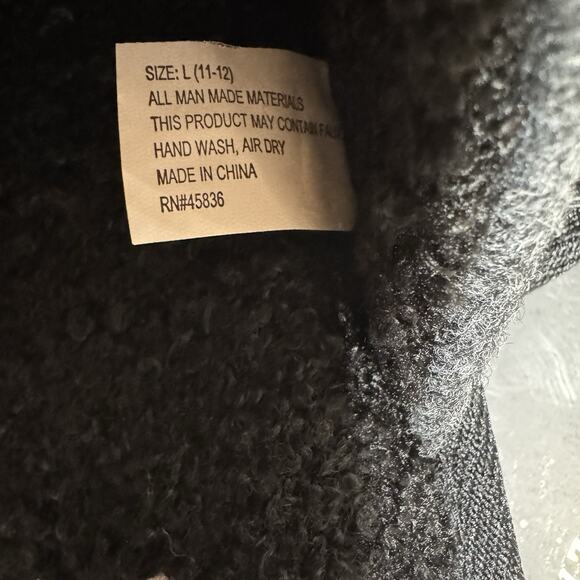 SIZE: L (11-12)
ALL MAN MADE MATERIALS
THIS PRODUCT MAY CONTAIN
HAND WASH, AIR DRY
MADE IN CHINA
RN#45836